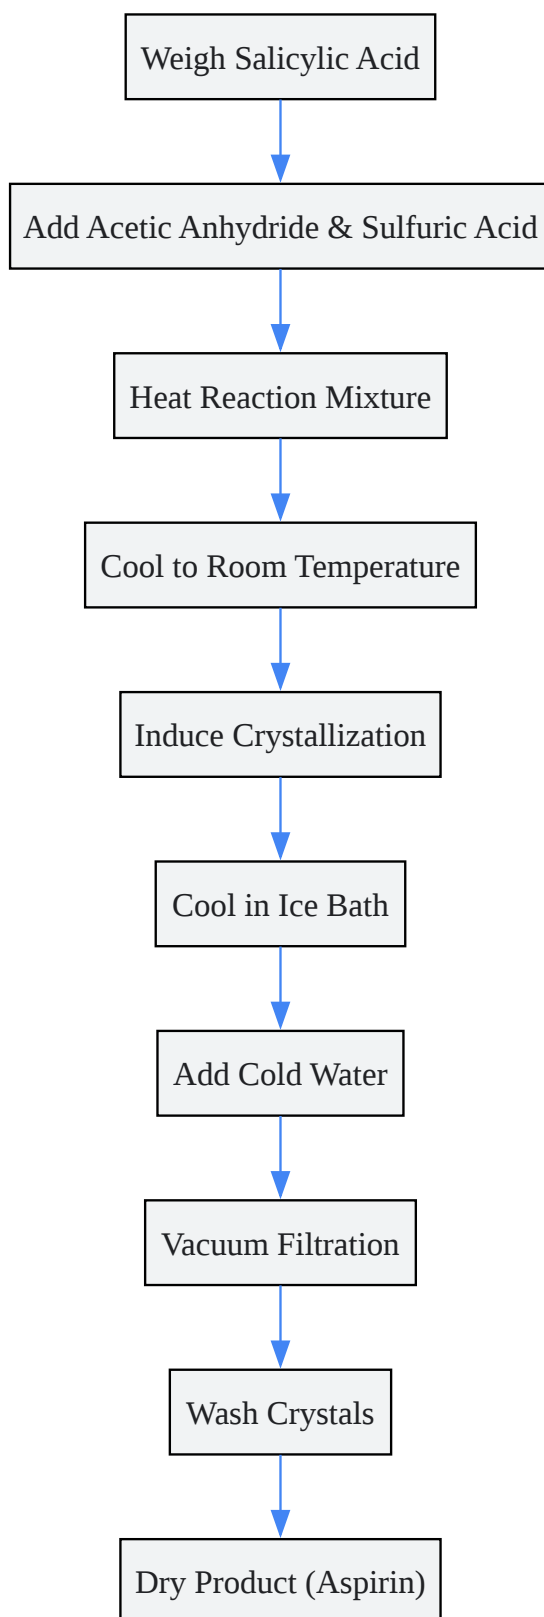 Weigh Salicylic Acid
Add Acetic Anhydride & Sulfuric Acid
Heat Reaction Mixture
Cool to Room Temperature
Induce Crystallization
Cool in Ice Bath
Add Cold Water
Vacuum Filtration
Wash Crystals
Dry Product (Aspirin)